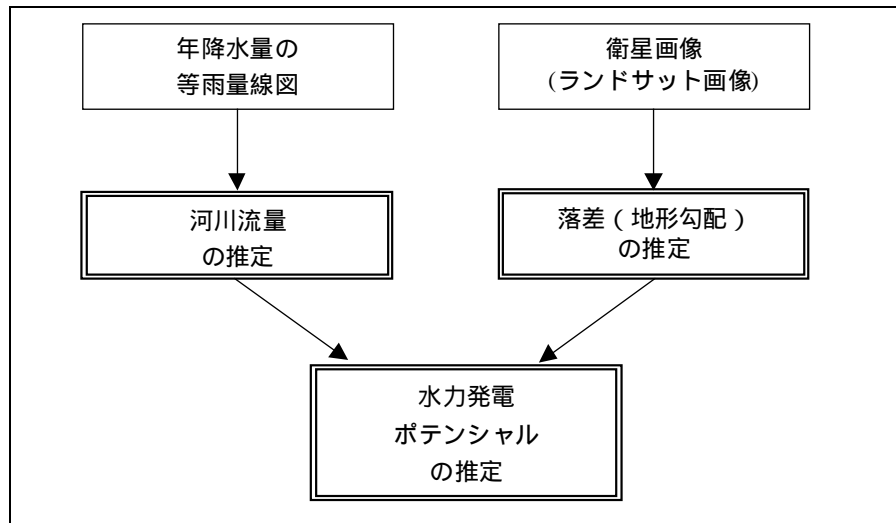 年降水量の
等雨量線図
衛星画像
(ランドサット画像)
河川流量
の推定
落差（地形勾配）
の推定
水力発電
ポテンシャル
の推定